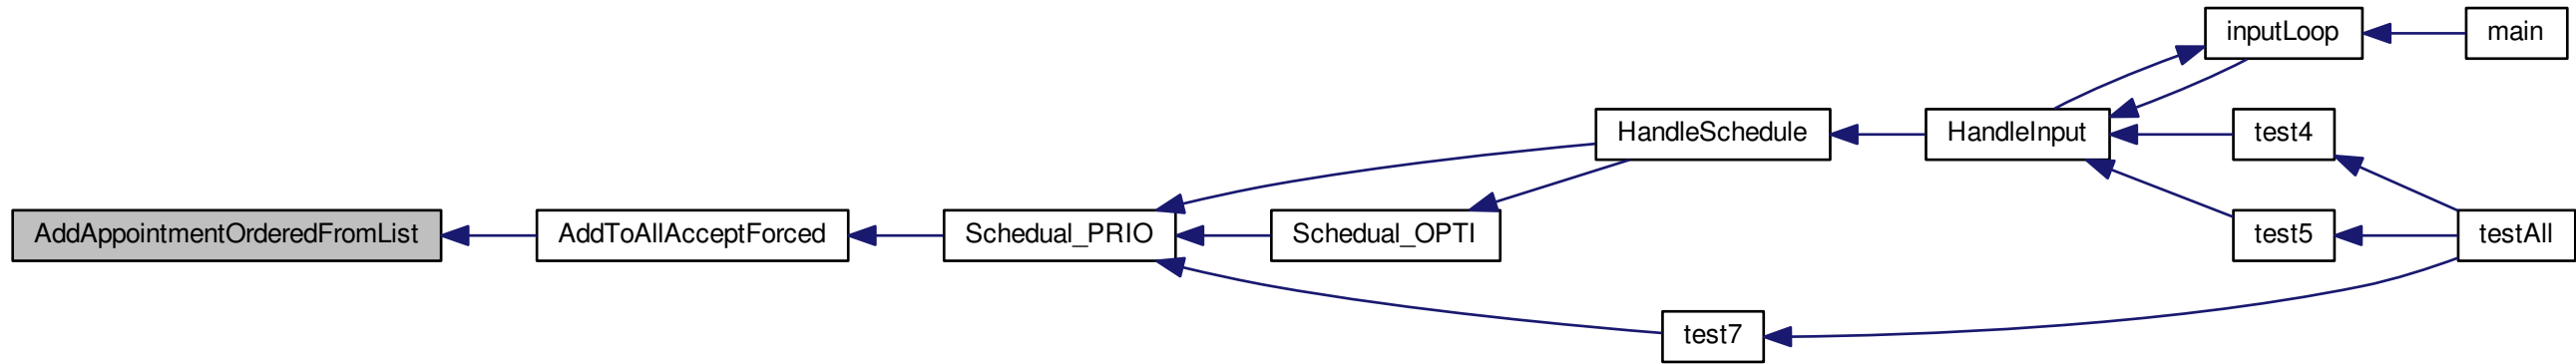 inputLoop
main
HandleSchedule
HandleInput
test4
AddAppointmentOrderedFromList
AddToAllAcceptForced
Schedual_PRIO
Schedual_OPTI
test5
testAll
test7